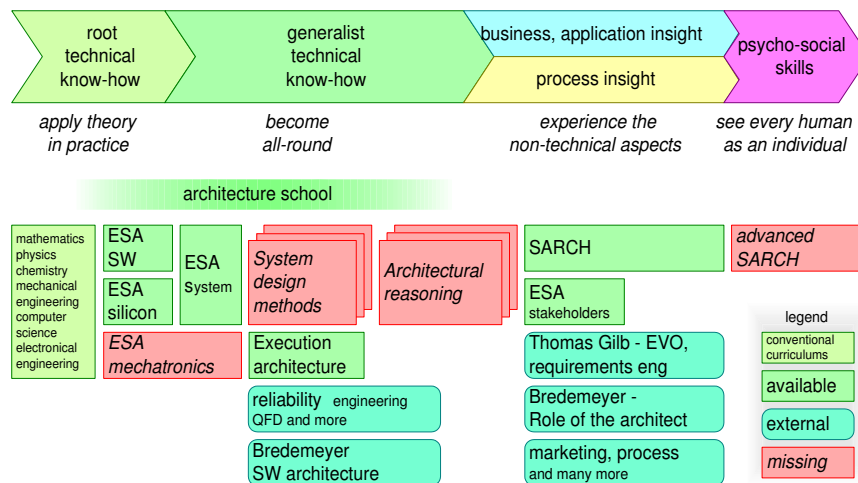 root
technical
know-how
generalist
technical
know-how
business, application insight
process insight
psycho-social
skills
apply theory
in practice
become
all-round
experience the
non-technical aspects
see every human
as an individual
architecture school
mathematics
physics
chemistry
mechanical
engineering
computer
science
electronical
engineering
ESA
SW
ESA
silicon
ESA
mechatronics
ESA
System
System
design
methods
Execution
architecture
reliability engineering
QFD and more
Bredemeyer
SW architecture
Architectural
reasoning
SARCH
ESA
stakeholders
Thomas Gilb - EVO,
requirements eng
Bredemeyer -
Role of the architect
marketing, process
and many more
advanced
SARCH
legend
conventional
curriculums
available
external
missing